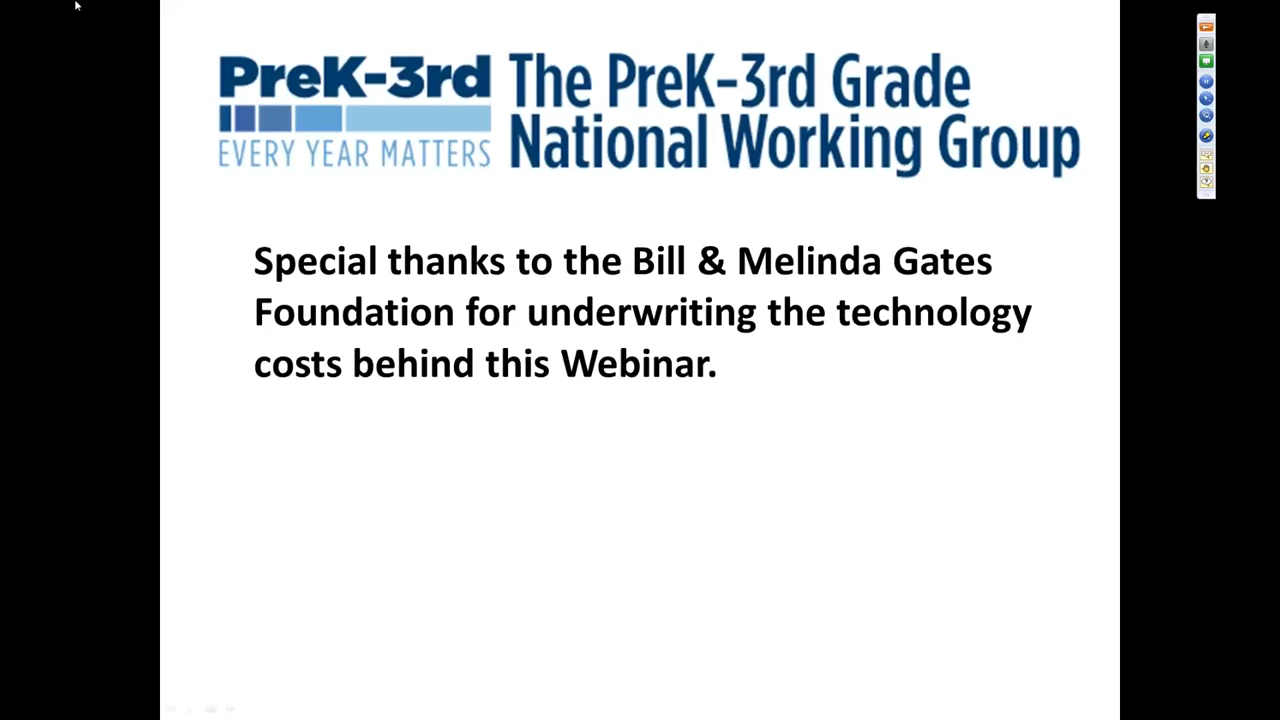 PreK-3rd
EVERY YEAR MATTERS
The PreK-3rd Grade
National Working Group
Special thanks to the Bill & Melinda Gates
Foundation for underwriting the technology
costs behind this Webinar.